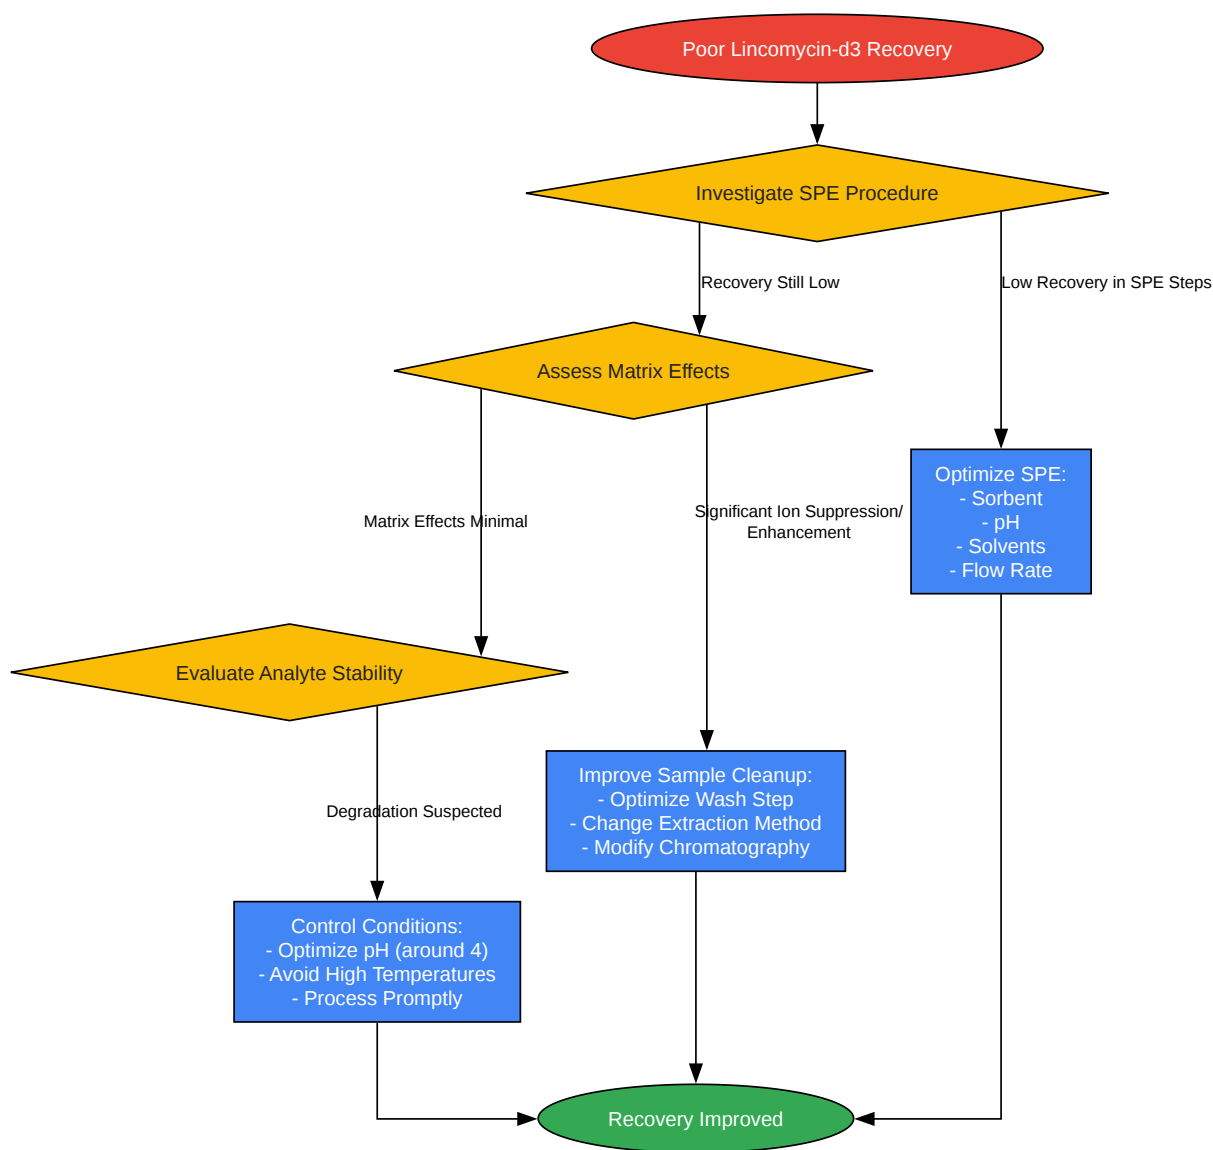 Poor Lincomycin-d3 Recovery
Investigate SPE Procedure
Recovery Still Low
Low Recovery in SPE Steps
Assess Matrix Effects
Optimize SPE:
- Sorbent
- pH
- Solvents
- Flow Rate
Matrix Effects Minimal
Significant Ion Suppression/
Enhancement
Evaluate Analyte Stability
Improve Sample Cleanup:
- Optimize Wash Step
- Change Extraction Method
- Modify Chromatography
Degradation Suspected
Control Conditions:
- Optimize pH (around 4)
- Avoid High Temperatures
- Process Promptly
Recovery Improved